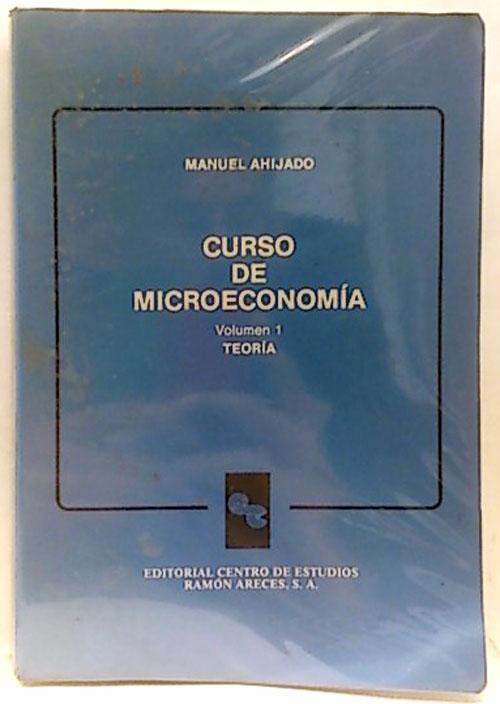 MANUEL AHIJADO
CURSO
DE
MICROECONOMÍA
Volumen 1
TEORÍA
EDITORIAL CENTRO DE ESTUDIOS
RAMÓN ARECES, S. A.